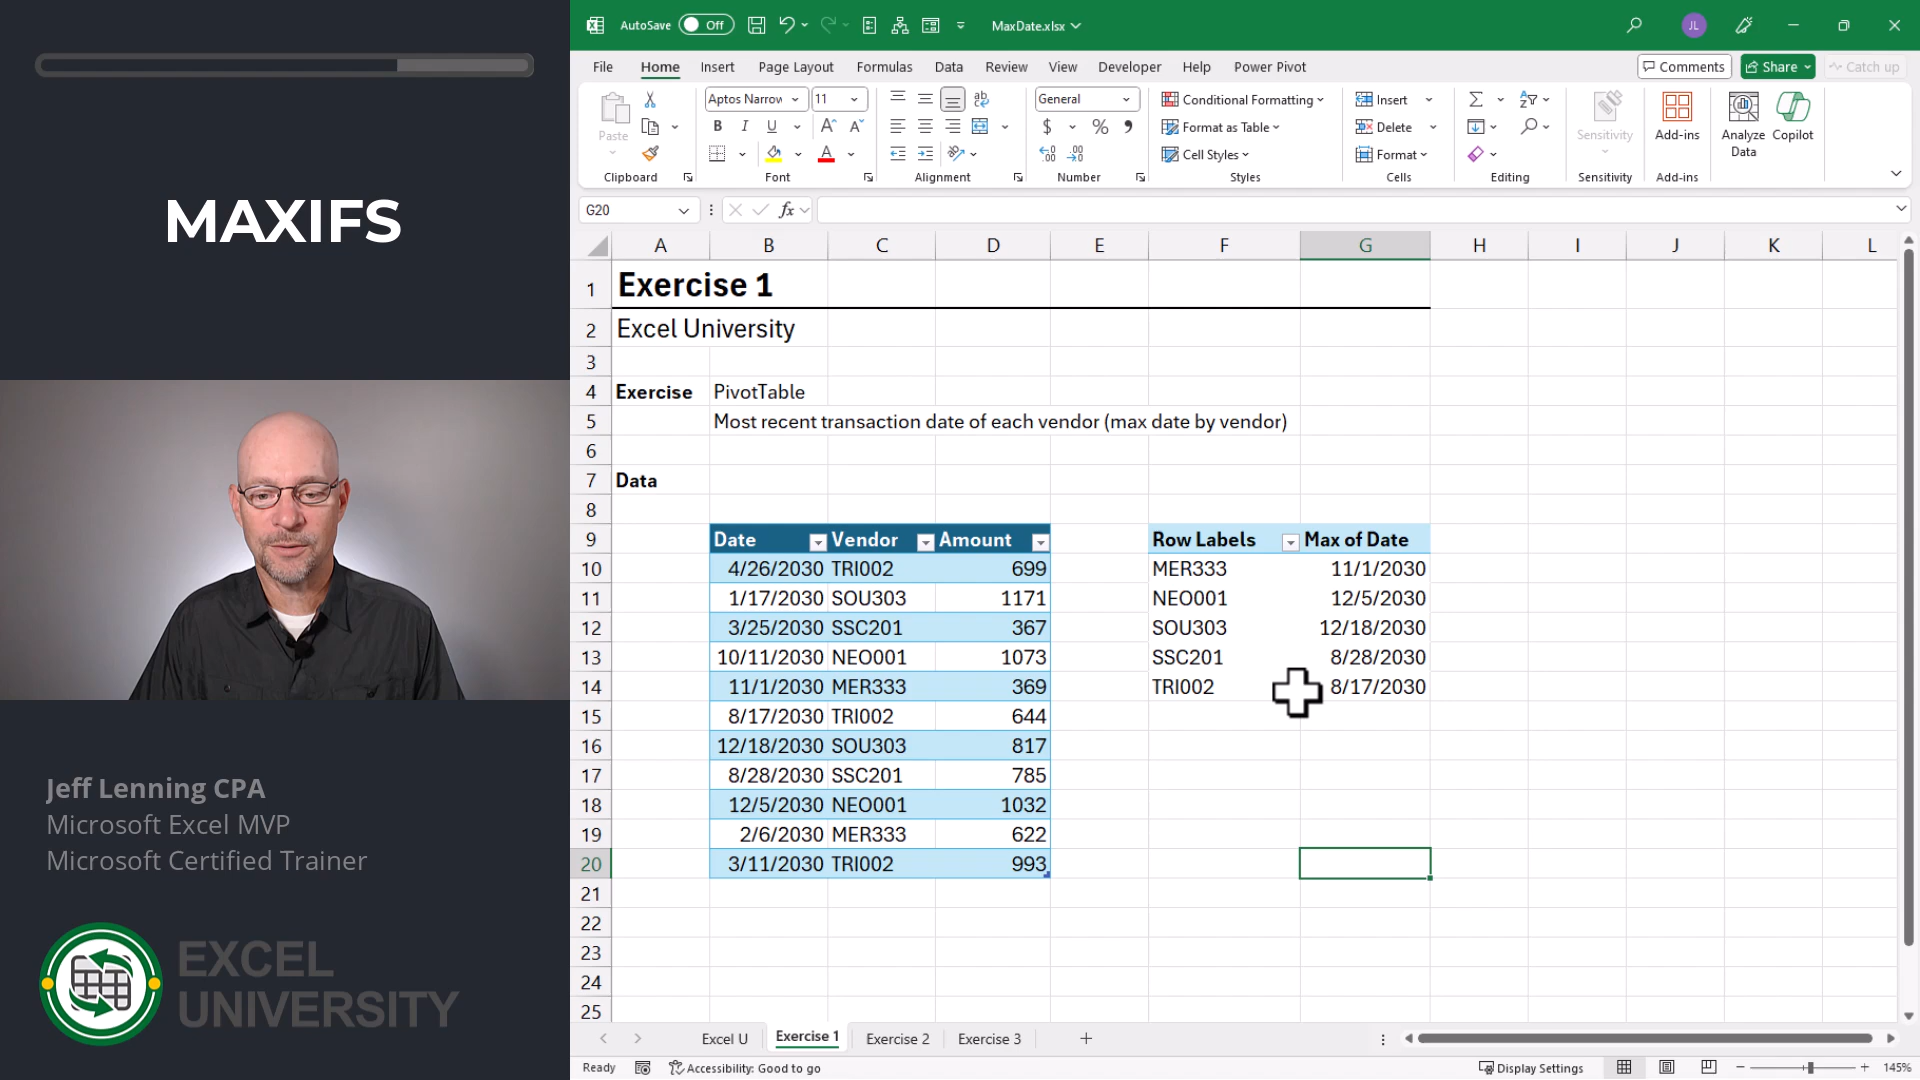 MAXIFS
Jeff Lenning CPA
Microsoft Excel MVP
Microsoft Certified Trainer
EXCEL
UNIVERSITY
AutoSave Off MaxDate.xlsx JL
File Home Insert Page Layout Formulas Data Review View Developer Help Power Pivot Comments Share Catch up
Paste
Clipboard
Aptos Narrow 11
B I U A A
A
Font
ab
Alignment
General
$ % 9
Number
Conditional Formatting
Format as Table
Cell Styles
Styles
Insert
Delete
Format
Cells
Editing
Sensitivity
Sensitivity
Add-ins
Add-ins
Analyze
Data
Copilot
G20 fx
A B C D E F G H I J K L
1 Exercise 1
2 Excel University
3
4 Exercise PivotTable
5 Most recent transaction date of each vendor (max date by vendor)
6
7 Data
8
9 Date Vendor Amount Row Labels Max of Date
10 4/26/2030 TRI002 699 MER333 11/1/2030
11 1/17/2030 SOU303 1171 NEO001 12/5/2030
12 3/25/2030 SSC201 367 SOU303 12/18/2030
13 10/11/2030 NEO001 1073 SSC201 8/28/2030
14 11/1/2030 MER333 369 TRI002 8/17/2030
15 8/17/2030 TRI002 644
16 12/18/2030 SOU303 817
17 8/28/2030 SSC201 785
18 12/5/2030 NEO001 1032
19 2/6/2030 MER333 622
20 3/11/2030 TRI002 993
21
22
23
24
25
Excel U Exercise 1 Exercise 2 Exercise 3
Ready Accessibility: Good to go Display Settings 145%